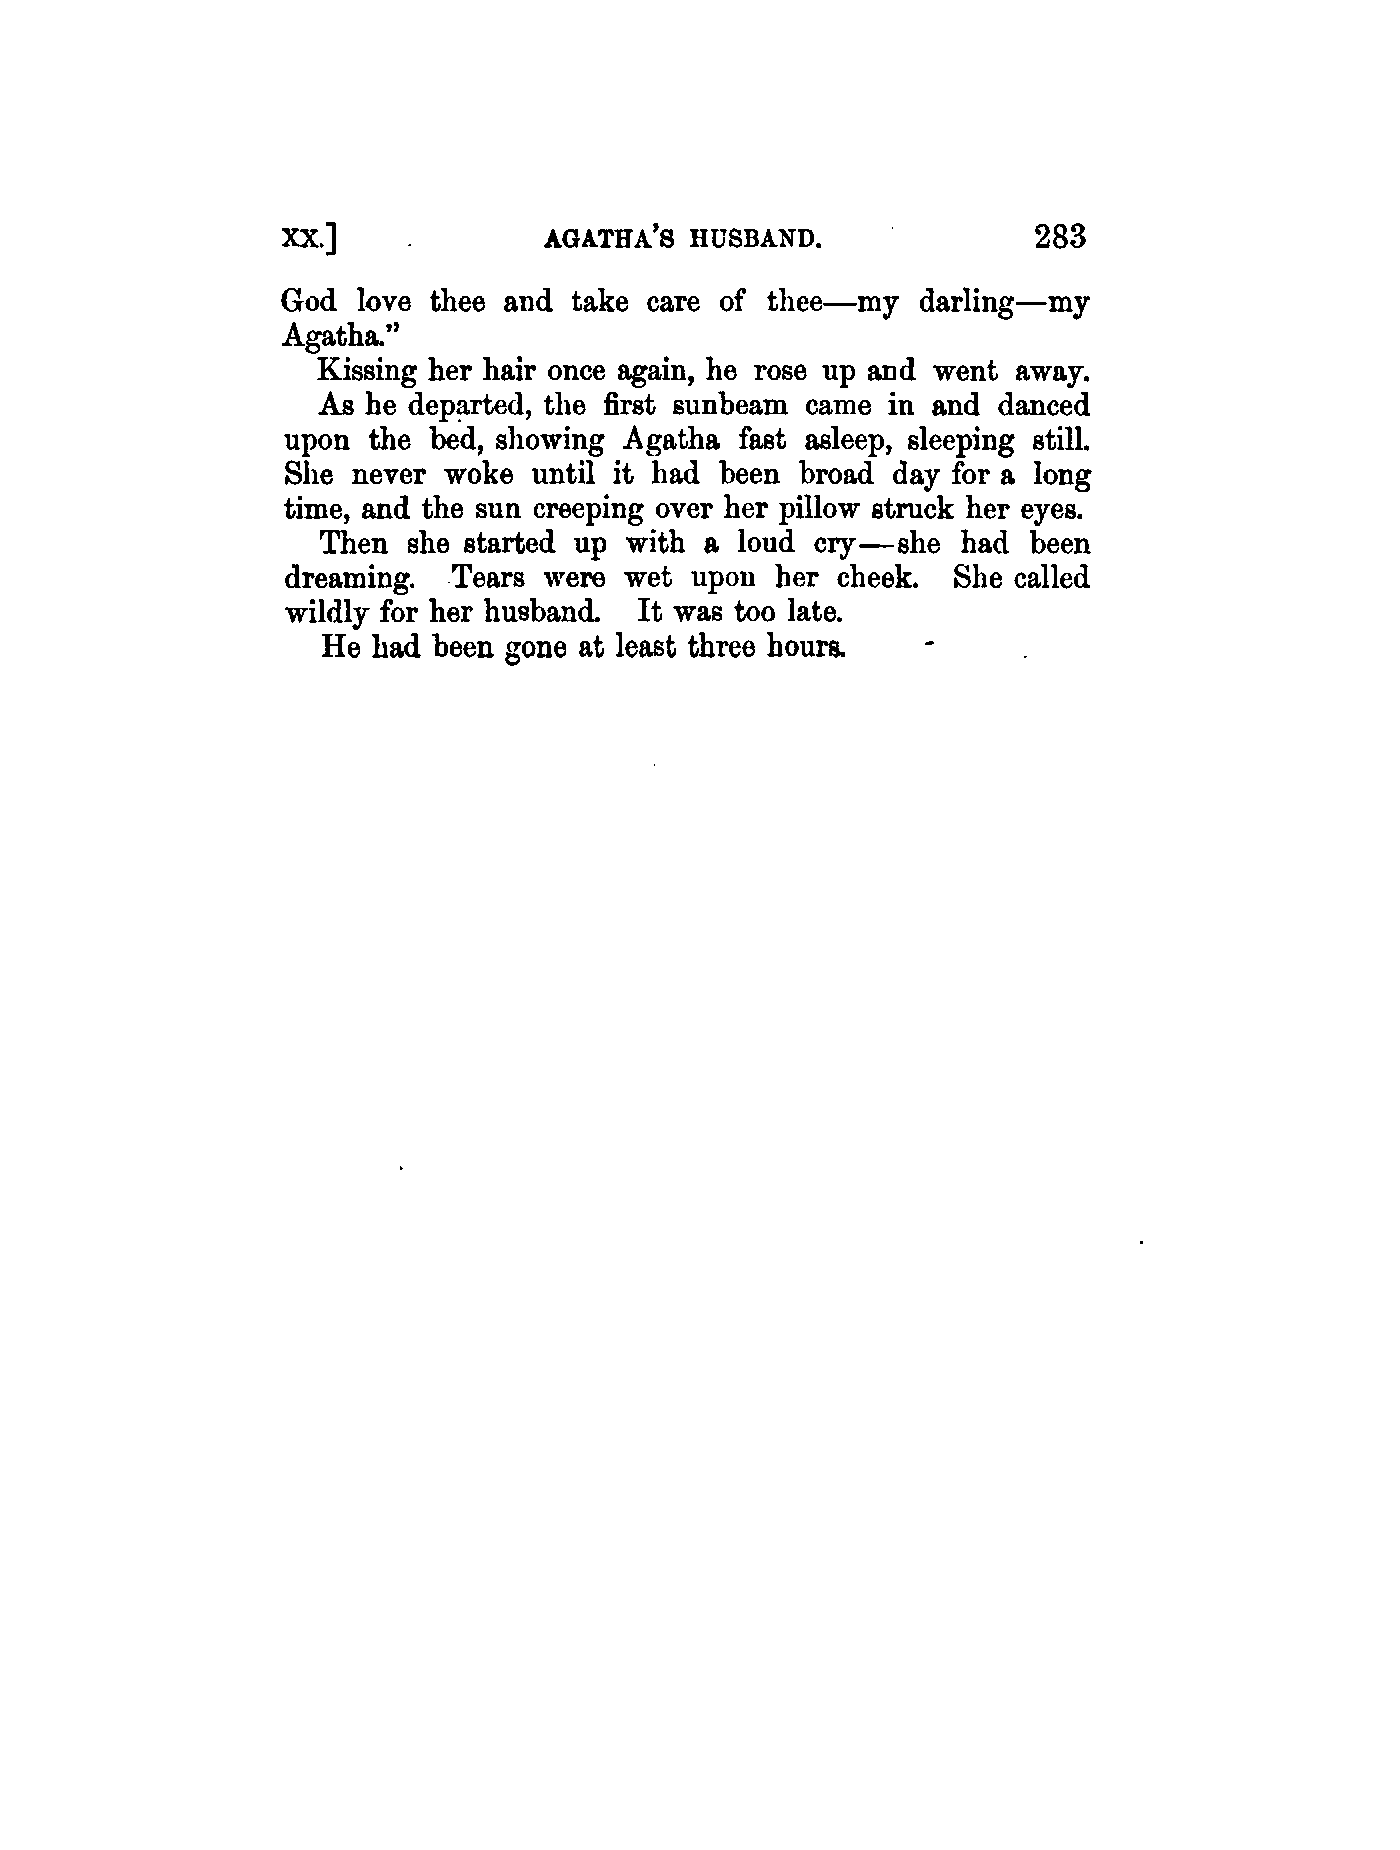 XX.] AGATHA'S HUSBAND. 283
God love thee and take care of thee—my darling—my
Agatha."
Kissing her hair once again, he rose up and went away.
As he departed, the first sunbeam came in and danced
upon the bed, showing Agatha fast asleep, sleeping still.
She never woke until it had been broad day for a long
time, and the sun creeping over her pillow struck her eyes.
Then she started up with a loud cry—she had been
dreaming. Tears were wet upon her cheek. She called
wildly for her husband. It was too late.
He had been gone at least three hours.